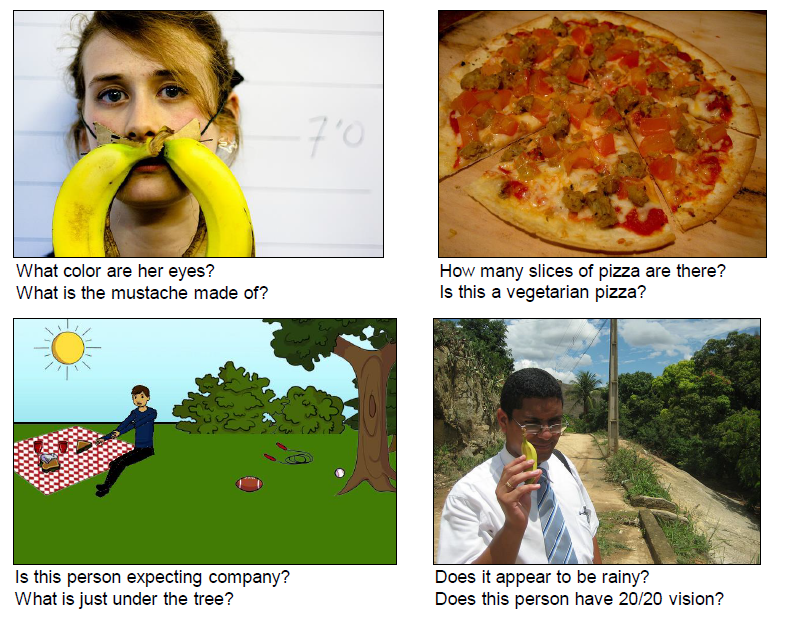 7'0
What color are her eyes?
What is the mustache made of?
How many slices of pizza are there?
Is this a vegetarian pizza?
Is this person expecting company?
What is just under the tree?
Does it appear to be rainy?
Does this person have 20/20 vision?